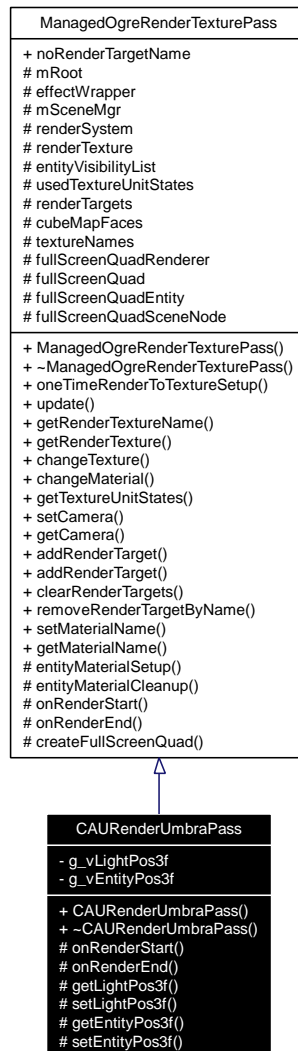 ManagedOgreRenderTexturePass
+ noRenderTargetName
# mRoot
# effectWrapper
# mSceneMgr
# renderSystem
# renderTexture
# entityVisibilityList
# usedTextureUnitStates
# renderTargets
# cubeMapFaces
# textureNames
# fullScreenQuadRenderer
# fullScreenQuad
# fullScreenQuadEntity
# fullScreenQuadSceneNode
+ ManagedOgreRenderTexturePass()
+ ~ManagedOgreRenderTexturePass()
+ oneTimeRenderToTextureSetup()
+ update()
+ getRenderTextureName()
+ getRenderTexture()
+ changeTexture()
+ changeMaterial()
+ getTextureUnitStates()
+ setCamera()
+ getCamera()
+ addRenderTarget()
+ addRenderTarget()
+ clearRenderTargets()
+ removeRenderTargetByName()
+ setMaterialName()
+ getMaterialName()
# entityMaterialSetup()
# entityMaterialCleanup()
# onRenderStart()
# onRenderEnd()
# createFullScreenQuad()
CAURenderUmbraPass
- g_vLightPos3f
- g_vEntityPos3f
+ CAURenderUmbraPass()
+ ~CAURenderUmbraPass()
# onRenderStart()
# onRenderEnd()
# getLightPos3f()
# setLightPos3f()
# getEntityPos3f()
# setEntityPos3f()